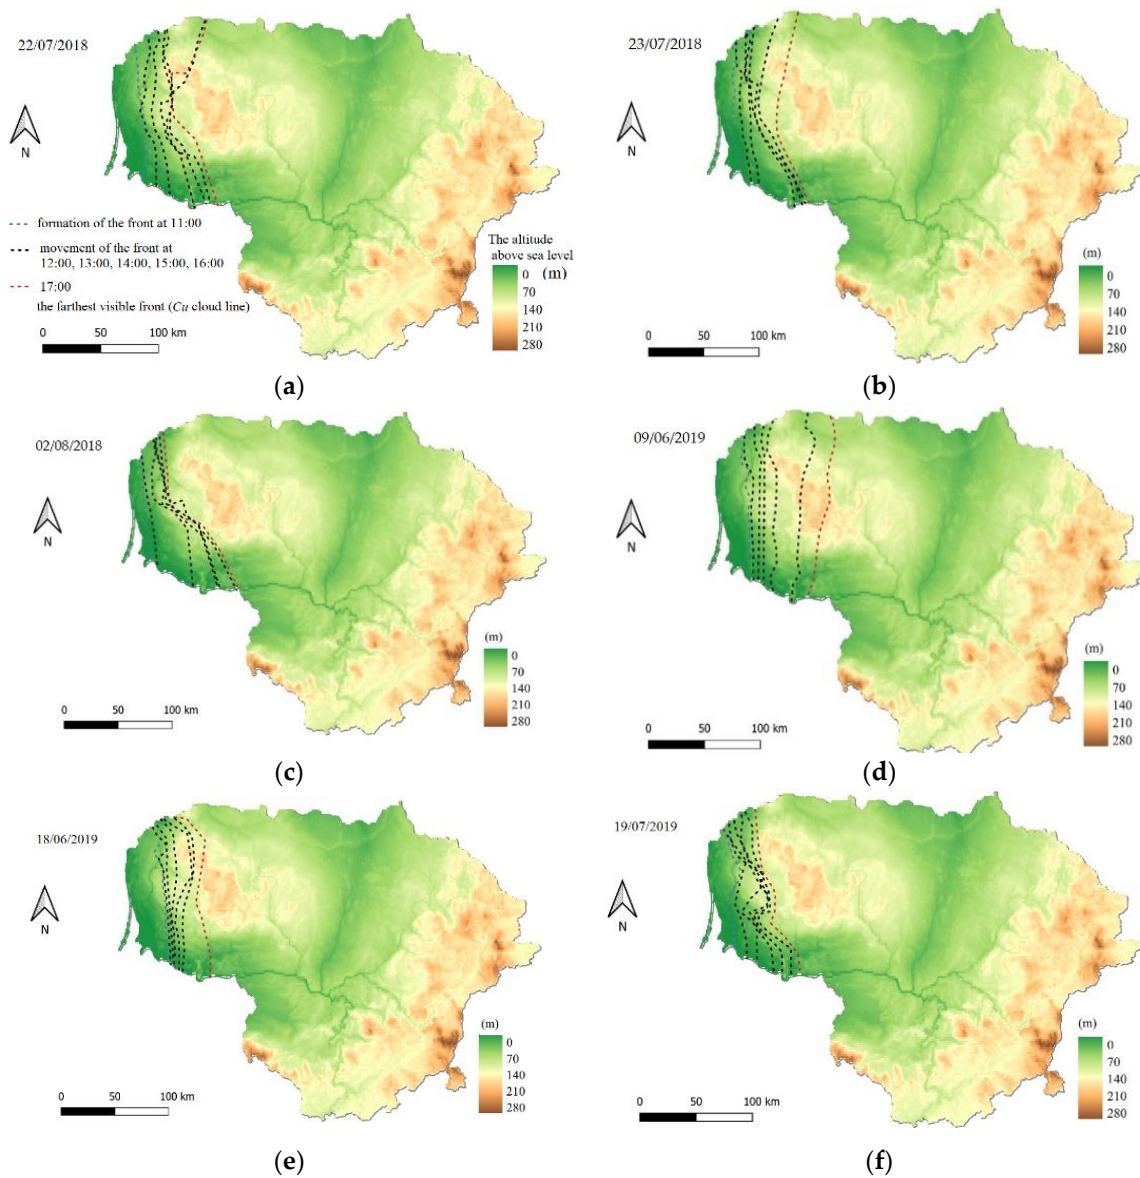 22/07/2018
N
formation of the front at 11:00
movement of the front at
12:00, 13:00, 14:00, 15:00, 16:00
17:00
the farthest visible front (Cu cloud line)
0 50 100 km
The altitude
above sea level
(m)
0
70
140
210
280
(a)
23/07/2018
N
0 50 100 km
(m)
0
70
140
210
280
(b)
02/08/2018
N
0 50 100 km
(m)
0
70
140
210
280
(c)
09/06/2019
N
0 50 100 km
(m)
0
70
140
210
280
(d)
18/06/2019
N
0 50 100 km
(m)
0
70
140
210
280
(e)
19/07/2019
N
0 50 100 km
(m)
0
70
140
210
280
(f)